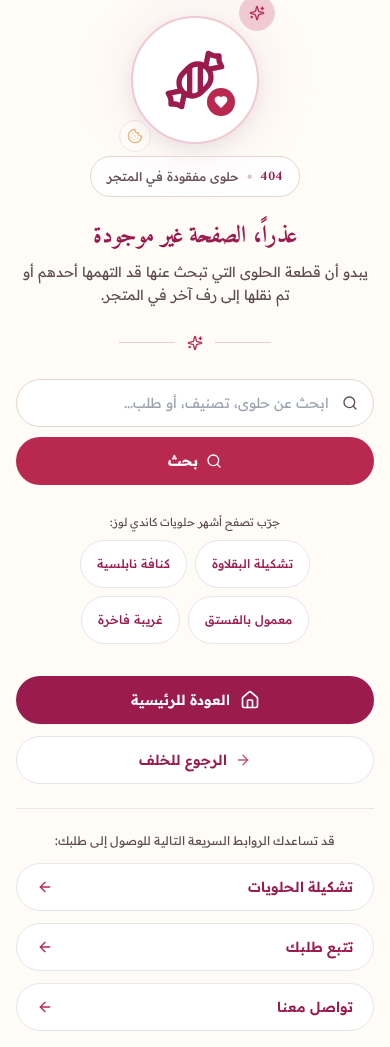 404 • حلوى مفقودة في المتجر
عذراً، الصفحة غير موجودة
يبدو أن قطعة الحلوى التي تبحث عنها قد التهمها أحدهم أو
تم نقلها إلى رف آخر في المتجر.
ابحث عن حلوى، تصنيف، أو طلب...
بحث
جرّب تصفح أشهر حلويات كاندي لوز:
تشكيلة البقلاوة
كنافة نابلسية
معمول بالفستق
غريبة فاخرة
العودة للرئيسية
الرجوع للخلف
قد تساعدك الروابط السريعة التالية للوصول إلى طلبك:
تشكيلة الحلويات
تتبع طلبك
تواصل معنا